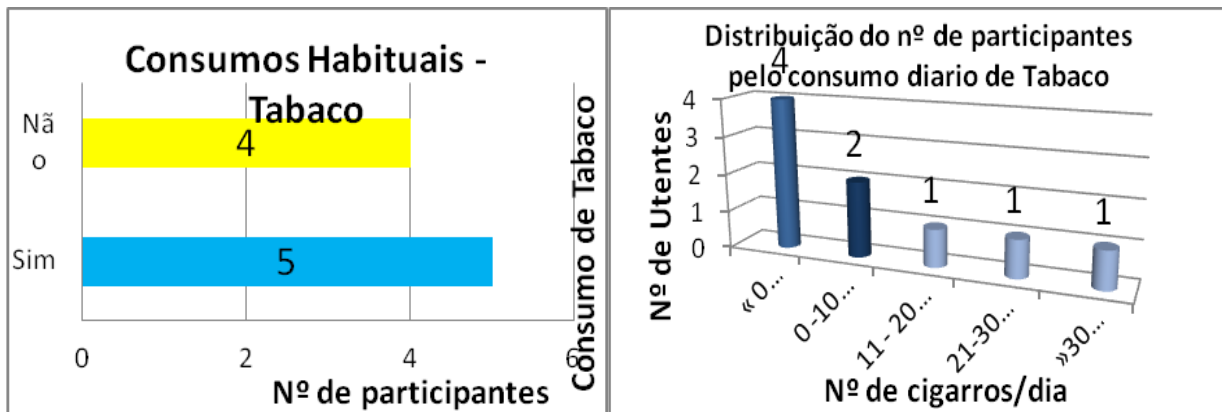 Consumos Habituais -
Tabaco
Nã
o
4
Sim
5
0
2
4
6
Nº de participantes
Consumo de Tabaco
Distribuição do nº de participantes
pelo consumo diario de Tabaco
4
3
2
1
0
Nº de Utentes
4
2
1
1
1
« 0...
0 -10...
11 - 20...
21-30...
»30...
Nº de cigarros/dia